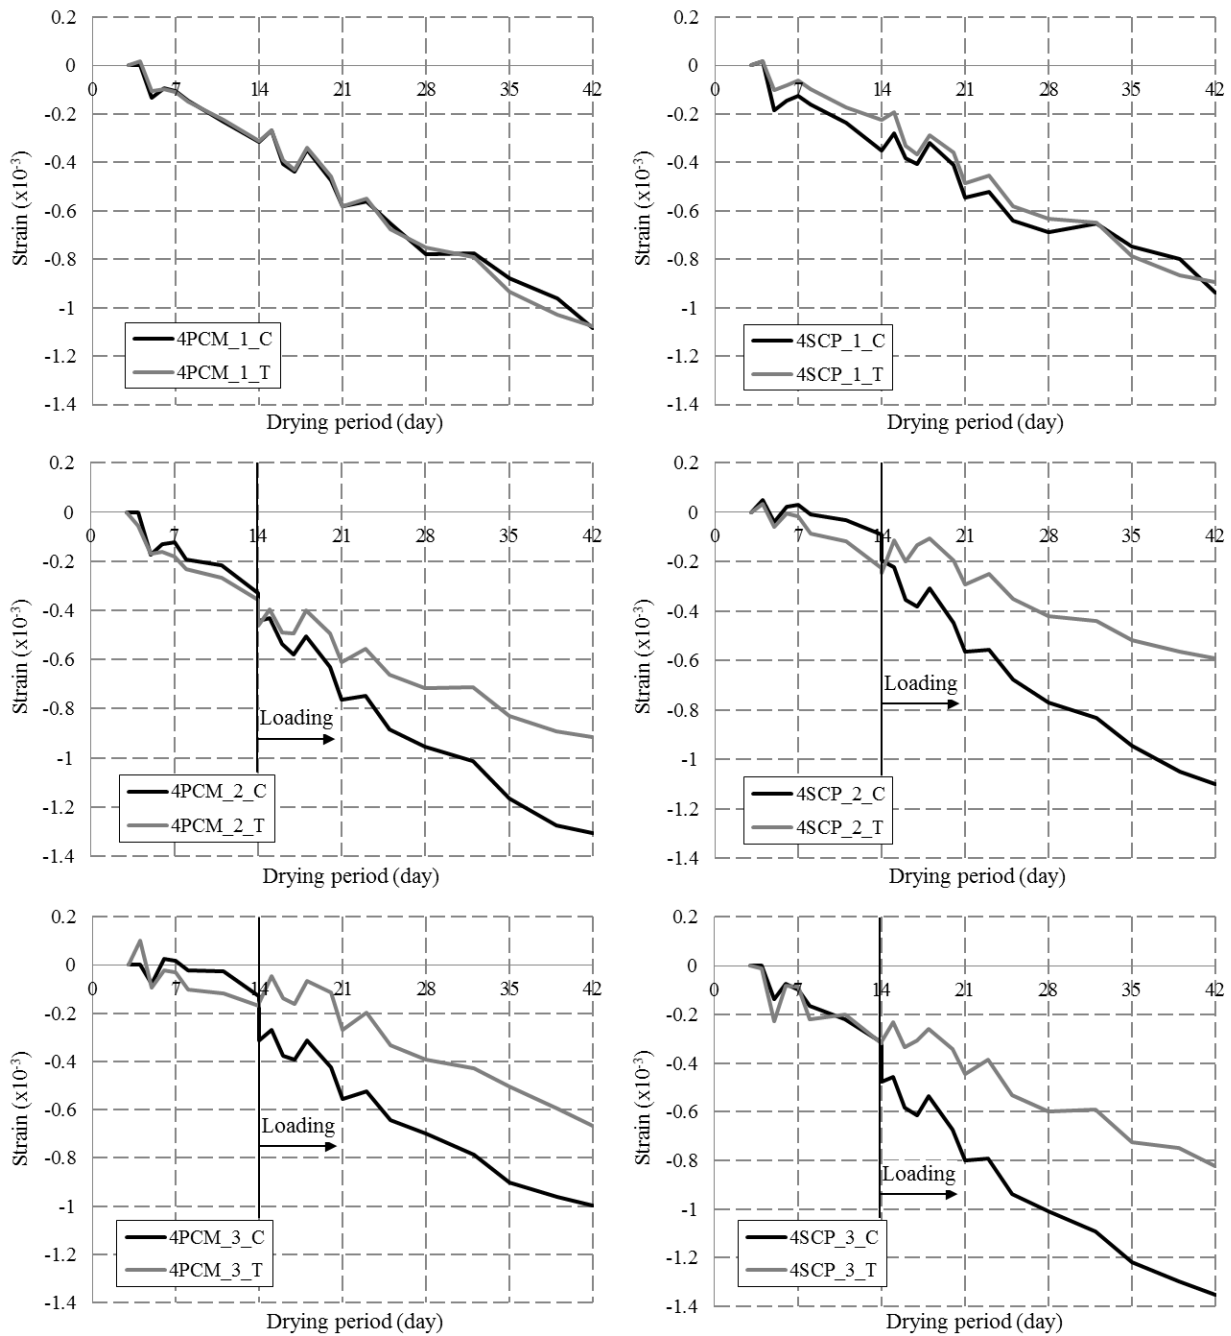 0.2
0
-0.2
-0.4
-0.6
-0.8
-1
-1.2
-1.4
Strain (x10⁻³)
0 7 14 21 28 35 42
4PCM_1_C
4PCM_1_T
Drying period (day)
0.2
0
-0.2
-0.4
-0.6
-0.8
-1
-1.2
-1.4
Strain (x10⁻³)
0 7 14 21 28 35 42
4SCP_1_C
4SCP_1_T
Drying period (day)
0.2
0
-0.2
-0.4
-0.6
-0.8
-1
-1.2
-1.4
Strain (x10⁻³)
0 7 14 21 28 35 42
Loading
4PCM_2_C
4PCM_2_T
Drying period (day)
0.2
0
-0.2
-0.4
-0.6
-0.8
-1
-1.2
-1.4
Strain (x10⁻³)
0 7 14 21 28 35 42
Loading
4SCP_2_C
4SCP_2_T
Drying period (day)
0.2
0
-0.2
-0.4
-0.6
-0.8
-1
-1.2
-1.4
Strain (x10⁻³)
0 7 14 21 28 35 42
Loading
4PCM_3_C
4PCM_3_T
Drying period (day)
0.2
0
-0.2
-0.4
-0.6
-0.8
-1
-1.2
-1.4
Strain (x10⁻³)
0 7 14 21 28 35 42
Loading
4SCP_3_C
4SCP_3_T
Drying period (day)